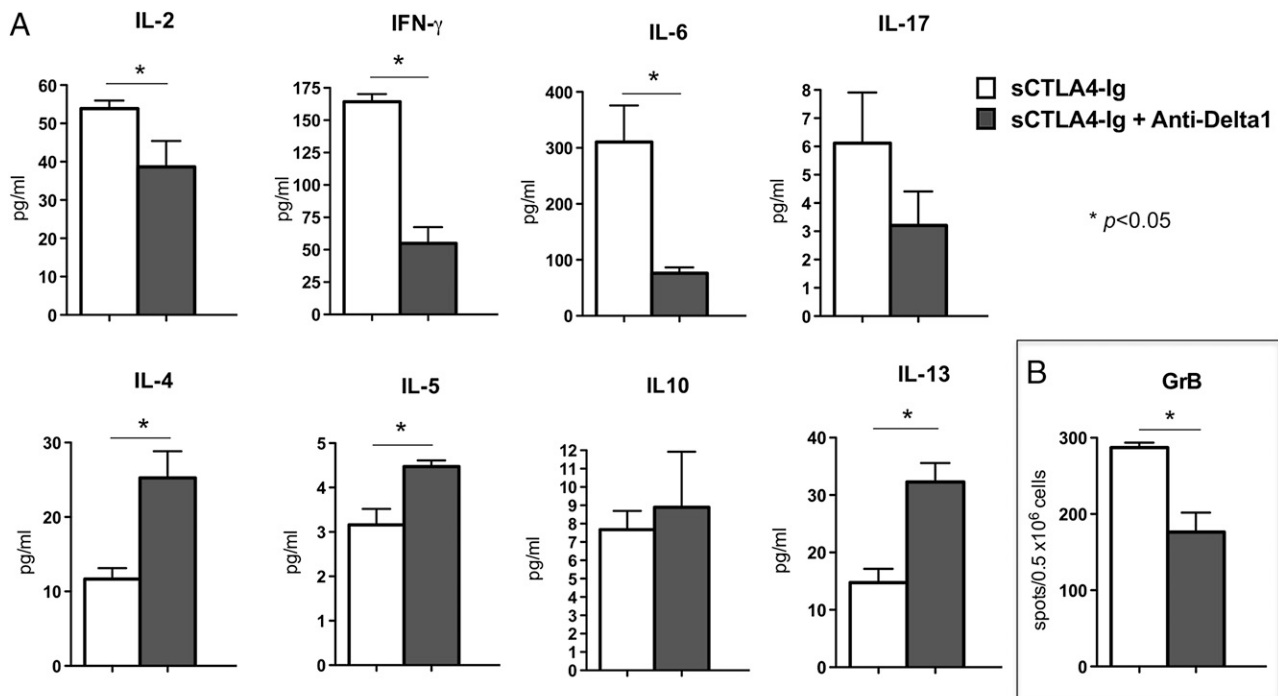 A
IL-2
*
60
50
40
30
20
10
0
pg/ml
IFN-γ
*
175
150
125
100
75
50
25
0
pg/ml
IL-6
*
400
300
200
100
0
pg/ml
IL-17
8
7
6
5
4
3
2
1
0
pg/ml
sCTLA4-Ig
sCTLA4-Ig + Anti-Delta1
* p<0.05
IL-4
*
30
20
10
0
pg/ml
IL-5
*
5
4
3
2
1
0
pg/ml
IL10
12
11
10
9
8
7
6
5
4
3
2
1
0
pg/ml
IL-13
*
40
30
20
10
0
pg/ml
B
GrB
*
300
200
100
0
spots/0.5 x10⁶ cells